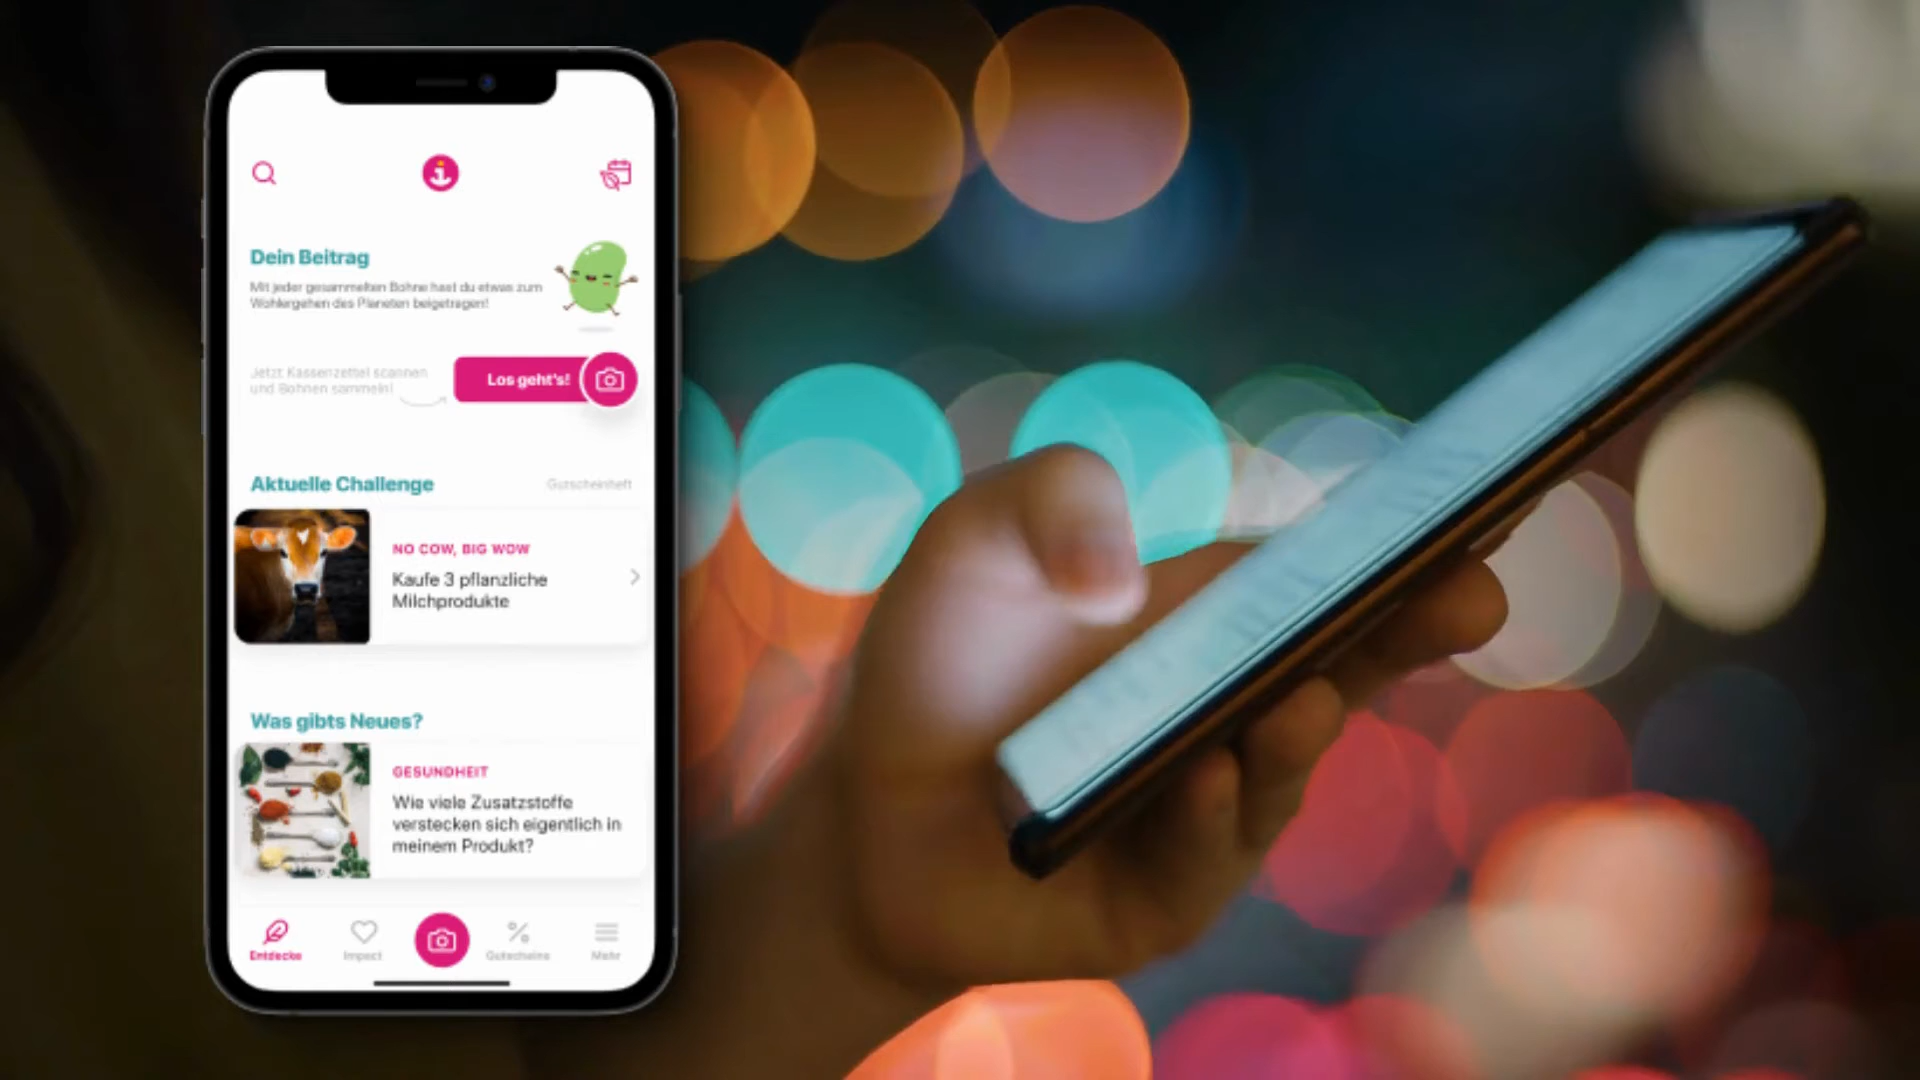 Dein Beitrag
Mit jeder gesammelten Bohne hast du etwas zum
Wohlergehen des Planeten beigetragen!
Jetzt Kassenzettel scannen
und Bohnen sammeln!
Los geht's!
Aktuelle Challenge
Gutscheinheft
NO COW, BIG WOW
Kaufe 3 pflanzliche
Milchprodukte
Was gibts Neues?
GESUNDHEIT
Wie viele Zusatzstoffe
verstecken sich eigentlich in
meinem Produkt?
Entdecke
Impact
Gutscheine
Mehr